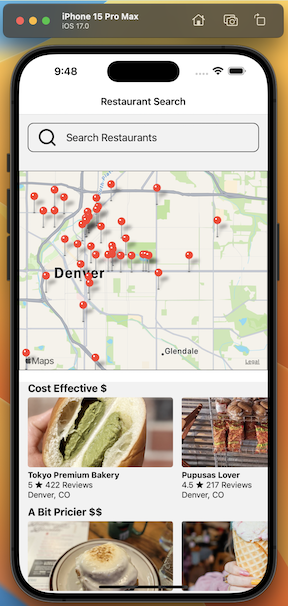 iPhone 15 Pro Max
iOS 17.0
9:48
Restaurant Search
Search Restaurants
Denver
Glendale
Maps
Legal
Cost Effective $
Tokyo Premium Bakery
5 ★ 422 Reviews
Denver, CO
Pupusas Lover
4.5 ★ 217 Reviews
Denver, CO
A Bit Pricier $$